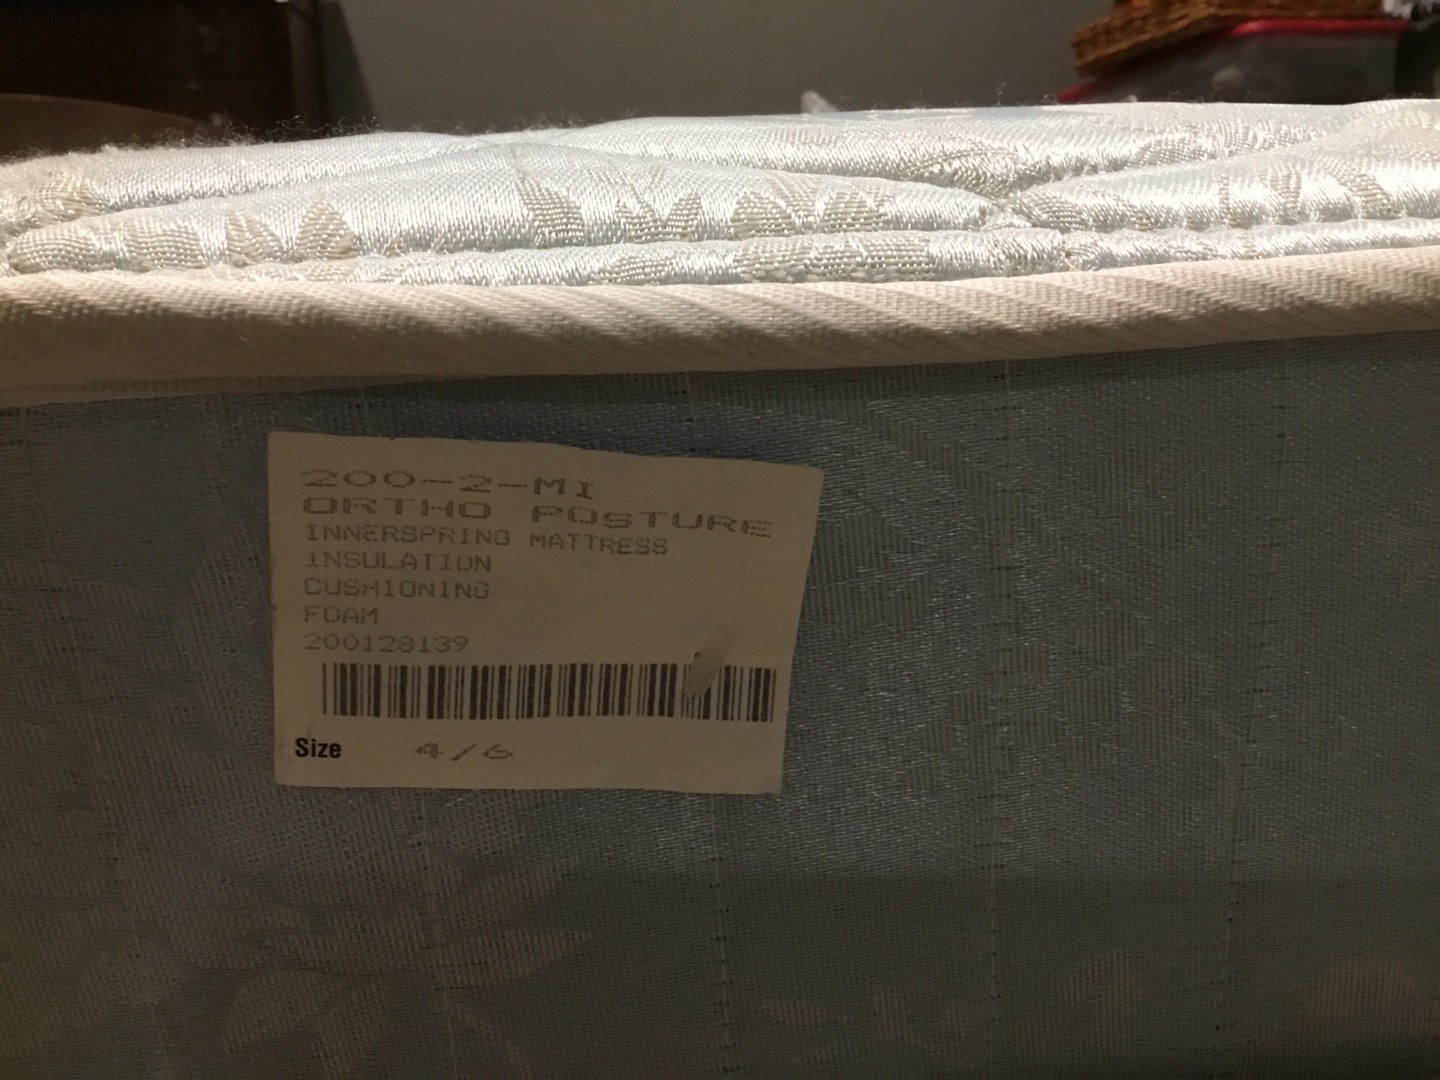 200-2-MI
ORTHO POSTURE
INNERSPRING MATTRESS
INSULATION
CUSHIONING
FOAM
200128139
Size 4/6